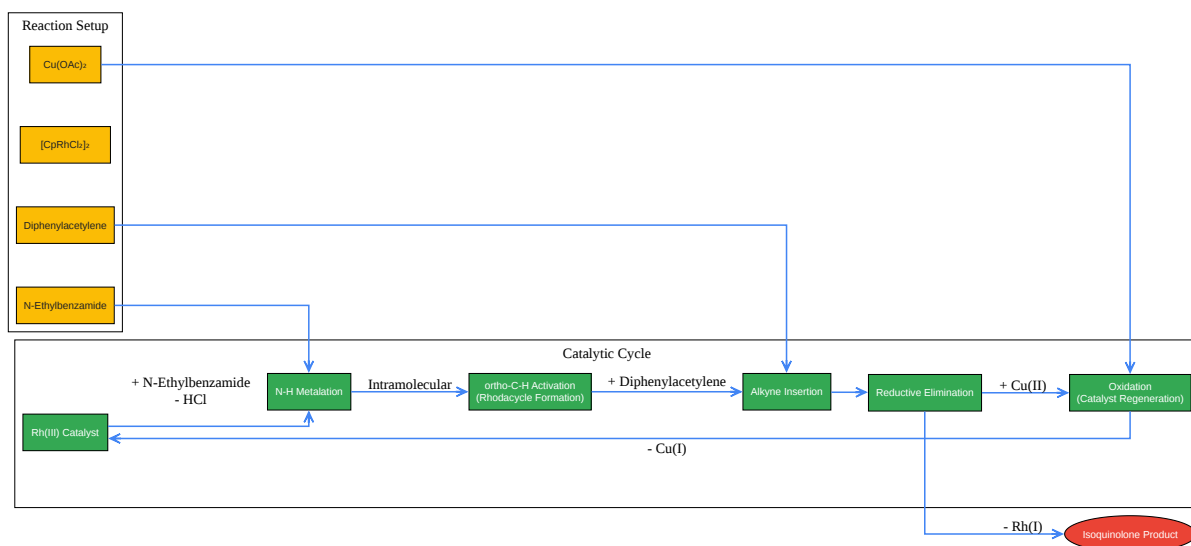 Reaction Setup
Cu(OAc)₂
[CpRhCl₂]₂
Diphenylacetylene
N-Ethylbenzamide
Catalytic Cycle
+ N-Ethylbenzamide
- HCl
Rh(III) Catalyst
N-H Metalation
Intramolecular
ortho-C-H Activation
(Rhodacycle Formation)
+ Diphenylacetylene
Alkyne Insertion
Reductive Elimination
+ Cu(II)
Oxidation
(Catalyst Regeneration)
- Cu(I)
- Rh(I)
Isoquinolone Product